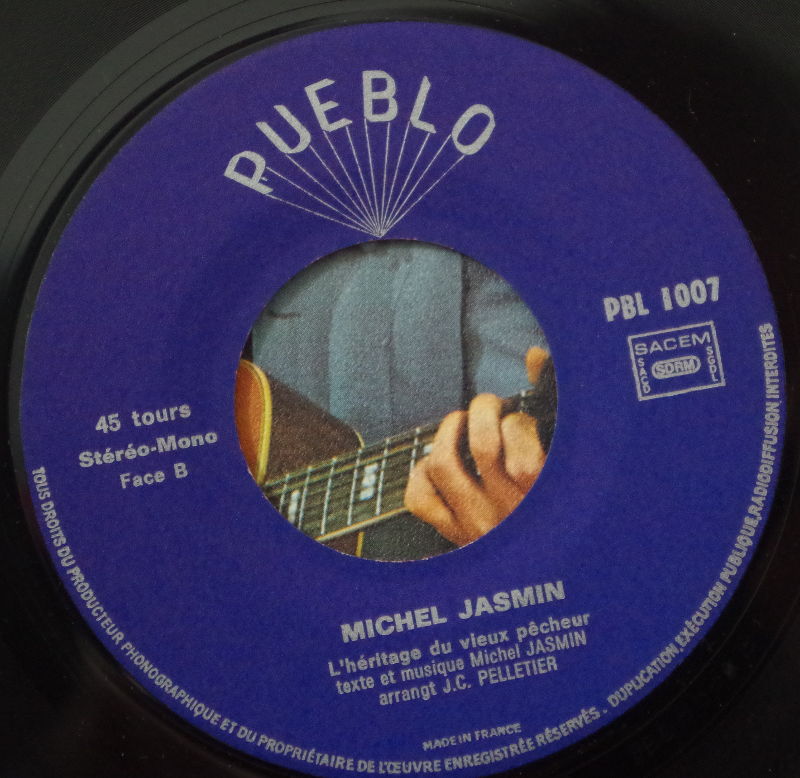 PUEBLO
PBL 1007
SACEM
SACD
SDRM
SGDL
45 tours
Stéréo-Mono
Face B
MICHEL JASMIN
L'héritage du vieux pêcheur
texte et musique Michel JASMIN
arrangt J.C. PELLETIER
MADE IN FRANCE
TOUS DROITS DU PRODUCTEUR PHONOGRAPHIQUE ET DU PROPRIÉTAIRE DE L'ŒUVRE ENREGISTRÉE RÉSERVÉS. DUPLICATION, EXÉCUTION PUBLIQUE, RADIODIFFUSION INTERDITES